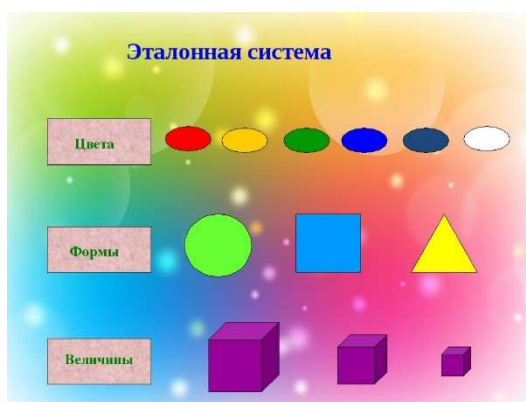 Эталонная система
Цвета
Формы
Величины